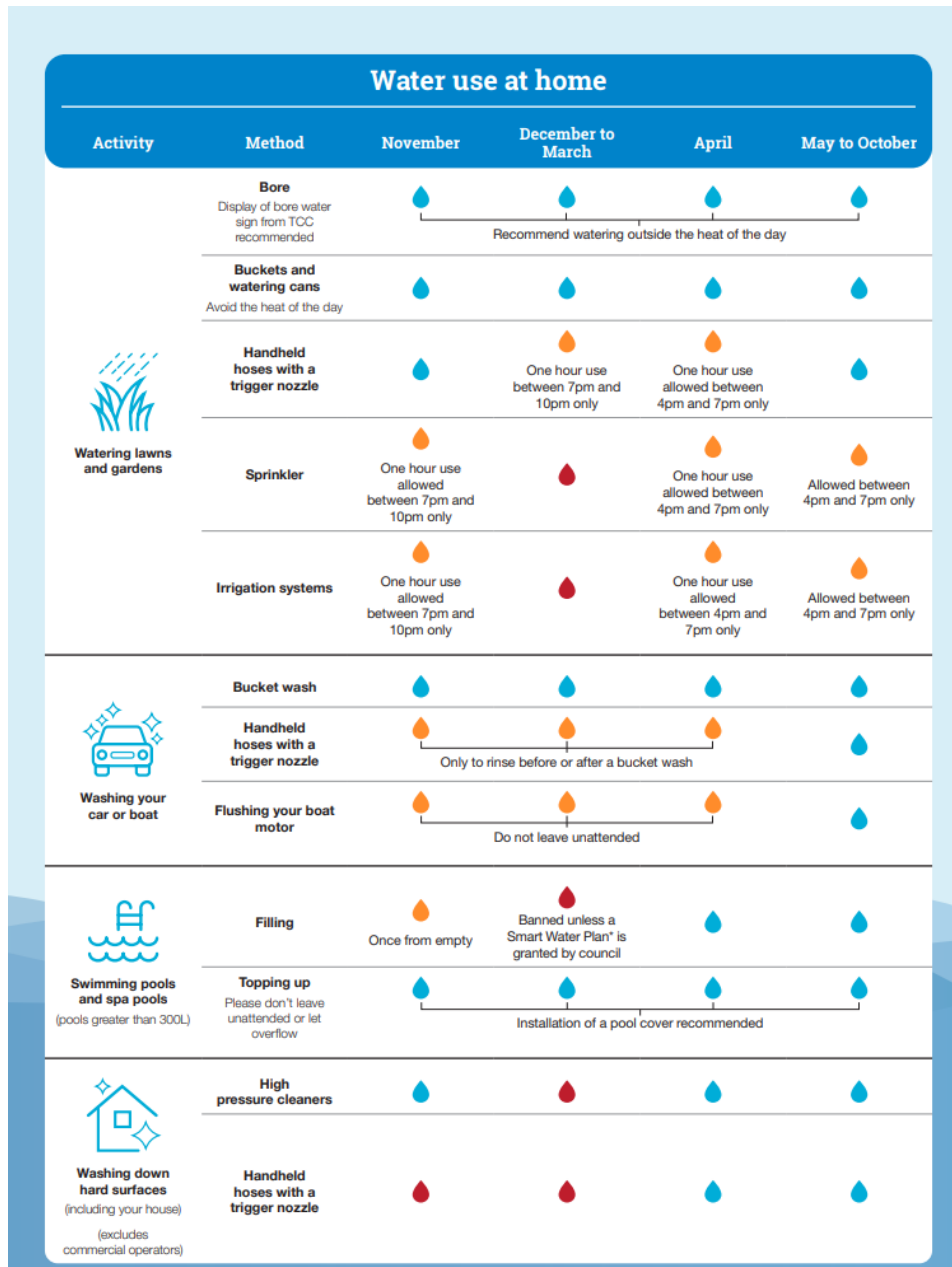 Water use at home
Activity
Method
November
December to
March
April
May to October
Watering lawns
and gardens
Bore
Display of bore water
sign from TCC
recommended
Recommend watering outside the heat of the day
Buckets and
watering cans
Avoid the heat of the day
Handheld
hoses with a
trigger nozzle
One hour use
between 7pm and
10pm only
One hour use
allowed between
4pm and 7pm only
Sprinkler
One hour use
allowed
between 7pm and
10pm only
One hour use
allowed between
4pm and 7pm only
Allowed between
4pm and 7pm only
Irrigation systems
One hour use
allowed
between 7pm and
10pm only
One hour use
allowed
between 4pm and
7pm only
Allowed between
4pm and 7pm only
Washing your
car or boat
Bucket wash
Handheld
hoses with a
trigger nozzle
Only to rinse before or after a bucket wash
Flushing your boat
motor
Do not leave unattended
Swimming pools
and spa pools
(pools greater than 300L)
Filling
Once from empty
Banned unless a
Smart Water Plan* is
granted by council
Topping up
Please don't leave
unattended or let
overflow
Installation of a pool cover recommended
Washing down
hard surfaces
(including your house)
(excludes
commercial operators)
High
pressure cleaners
Handheld
hoses with a
trigger nozzle